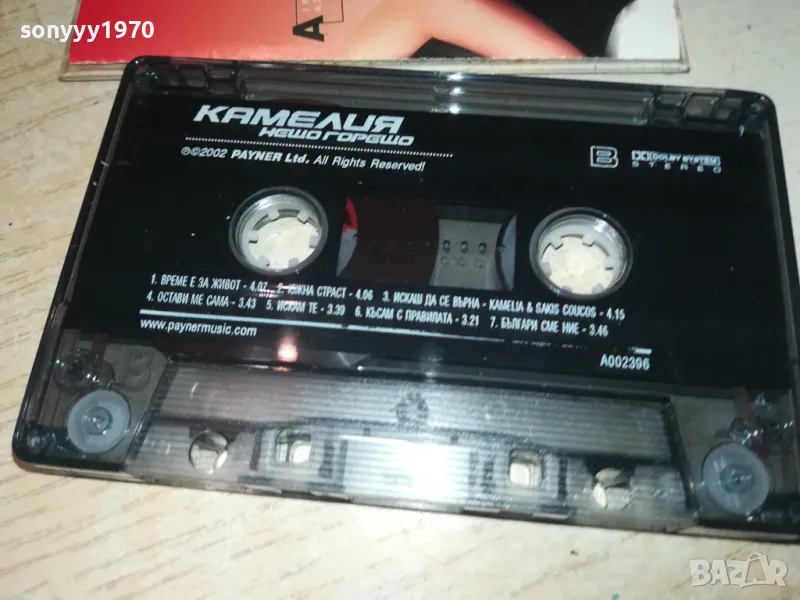 sonyyy1970
A
КАМЕЛИЯ
НЕЩО ГОРЕЩО
℗©2002 PAYNER Ltd. All Rights Reserved!
B DOLBY SYSTEM
STEREO
1. ВРЕМЕ Е ЗА ЖИВОТ - 4.07 2. ЮЖНА СТРАСТ - 4.06 3. ИСКАШ ДА СЕ ВЪРНА - KAMELIA & SAKIS COUCOS - 4.15
4. ОСТАВИ МЕ САМА - 3.43 5. ИСКАМ ТЕ - 3.39 6. КЪСАМ С ПРАВИЛАТА - 3.21 7. БЪЛГАРИ СМЕ НИЕ - 3.46
www.paynermusic.com
A002396
BAZAR